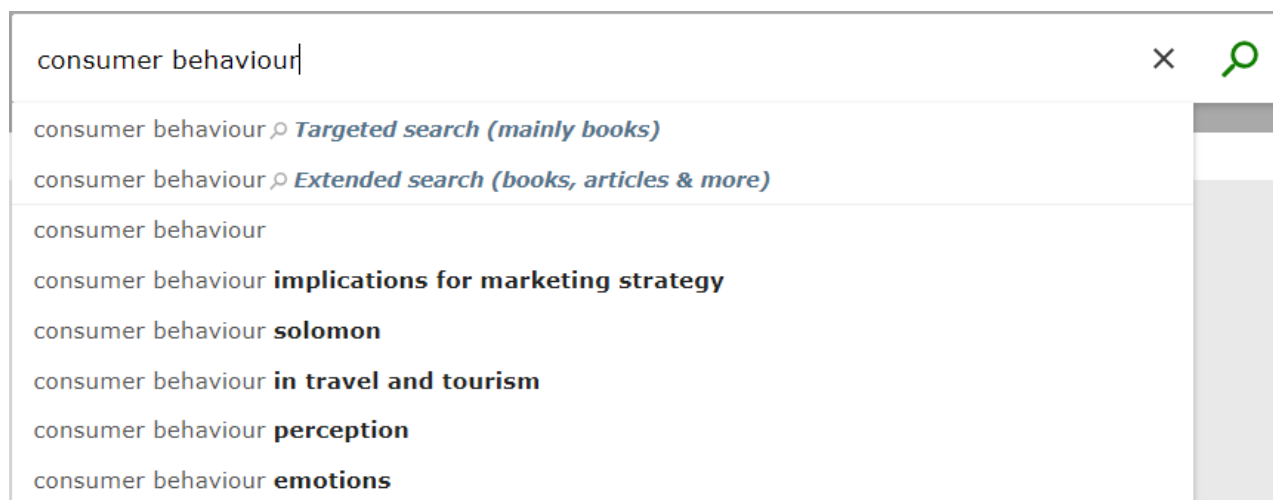 consumer behaviour
consumer behaviour Targeted search (mainly books)
consumer behaviour Extended search (books, articles & more)
consumer behaviour
consumer behaviour implications for marketing strategy
consumer behaviour solomon
consumer behaviour in travel and tourism
consumer behaviour perception
consumer behaviour emotions